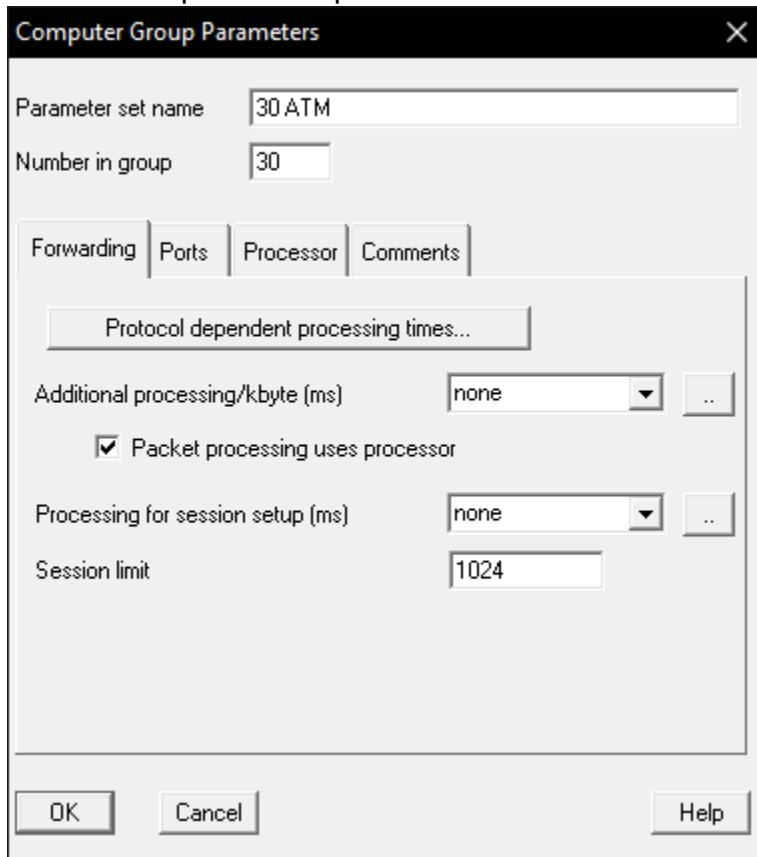 Computer Group Parameters
Parameter set name 30 ATM
Number in group 30
Forwarding Ports Processor Comments
Protocol dependent processing times...
Additional processing/kbyte (ms) none ..
Packet processing uses processor
Processing for session setup (ms) none ..
Session limit 1024
OK Cancel Help